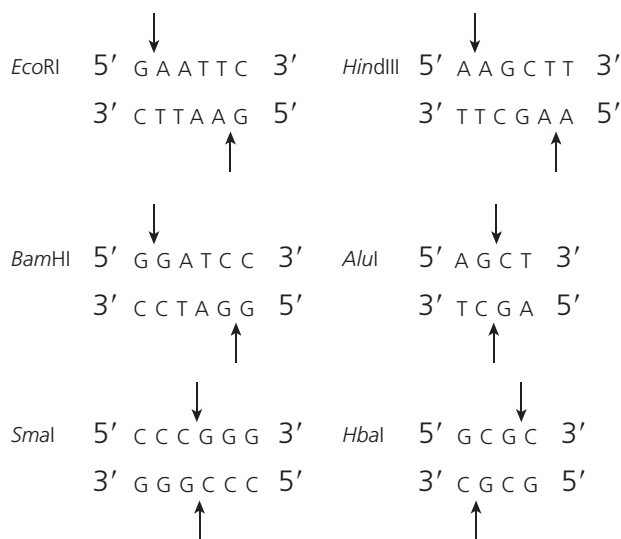 EcoRI 5′ G A A T T C 3′
3′ C T T A A G 5′
HindIII 5′ A A G C T T 3′
3′ T T C G A A 5′
BamHI 5′ G G A T C C 3′
3′ C C T A G G 5′
AluI 5′ A G C T 3′
3′ T C G A 5′
SmaI 5′ C C C G G G 3′
3′ G G G C C C 5′
HbaI 5′ G C G C 3′
3′ C G C G 5′